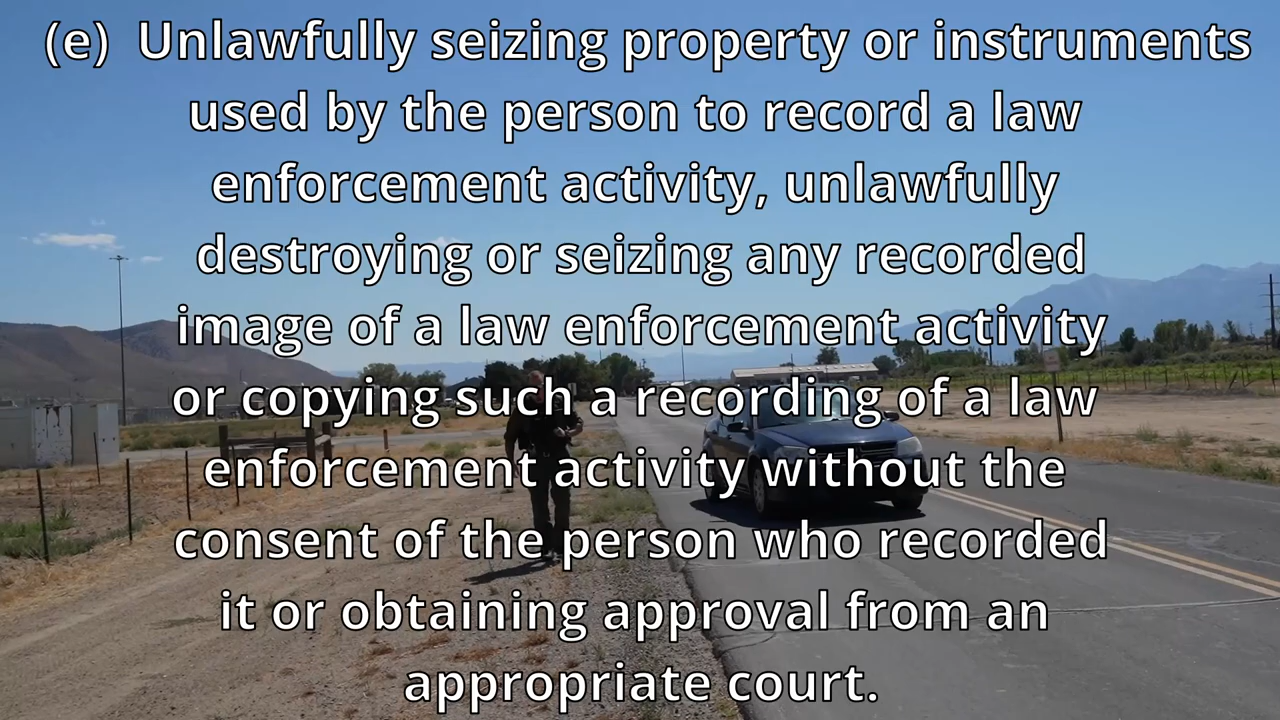 (e)  Unlawfully seizing property or instruments
used by the person to record a law
enforcement activity, unlawfully
destroying or seizing any recorded
image of a law enforcement activity
or copying such a recording of a law
enforcement activity without the
consent of the person who recorded
it or obtaining approval from an
appropriate court.